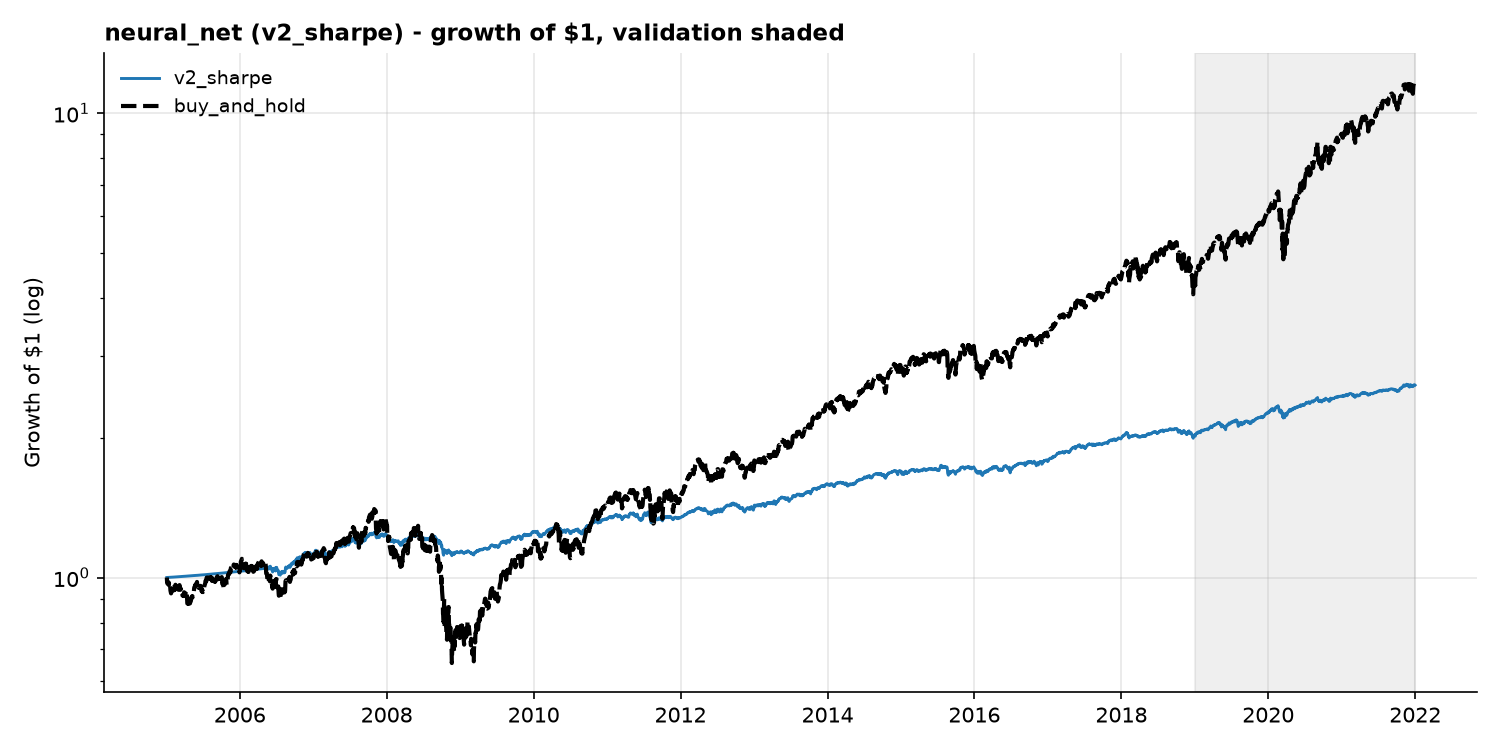 neural_net (v2_sharpe) - growth of $1, validation shaded
v2_sharpe
buy_and_hold
10¹
10⁰
Growth of $1 (log)
2006 2008 2010 2012 2014 2016 2018 2020 2022